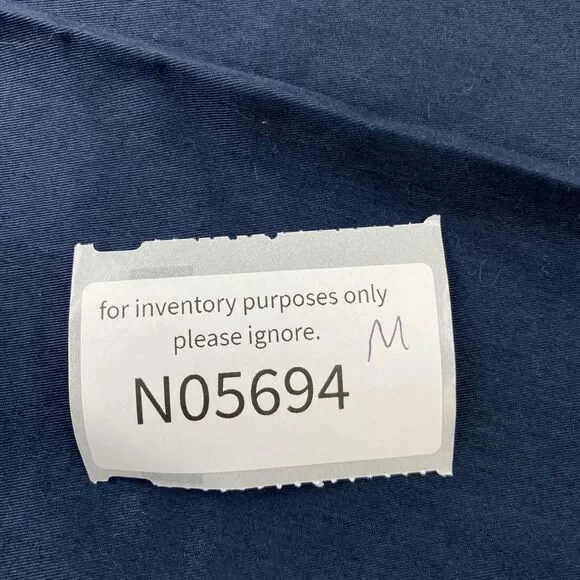 for inventory purposes only
please ignore.
M
N05694